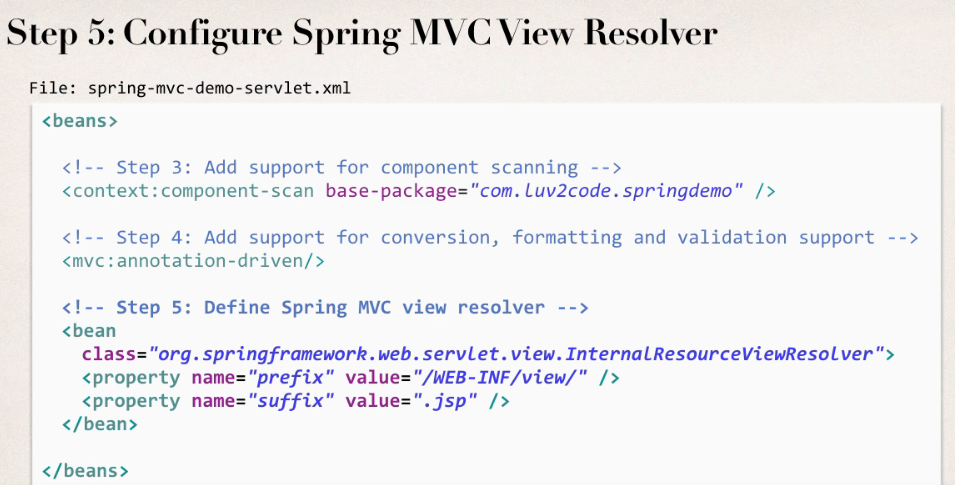 Step 5: Configure Spring MVC View Resolver
File: spring-mvc-demo-servlet.xml
<beans>
<!-- Step 3: Add support for component scanning -->
<context:component-scan base-package="com.luv2code.springdemo" />
<!-- Step 4: Add support for conversion, formatting and validation support -->
<mvc:annotation-driven/>
<!-- Step 5: Define Spring MVC view resolver -->
<bean
class="org.springframework.web.servlet.view.InternalResourceViewResolver">
<property name="prefix" value="/WEB-INF/view/" />
<property name="suffix" value=".jsp" />
</bean>
</beans>